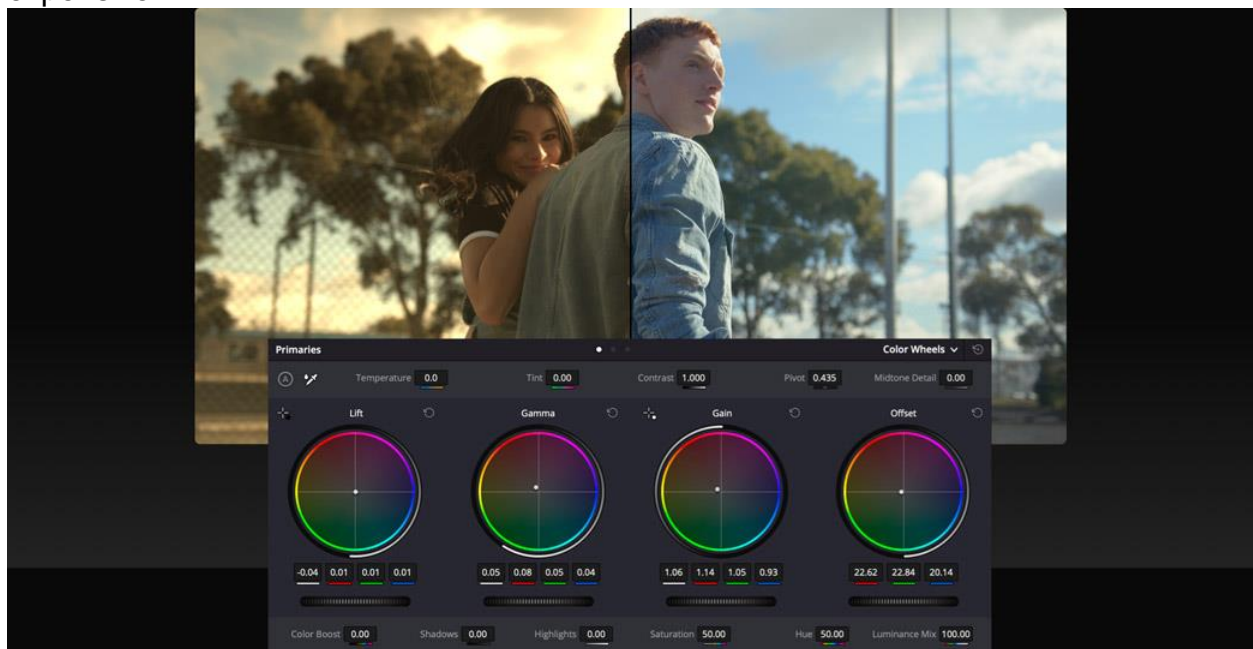 Primaries Color Wheels
A Temperature 0.0 Tint 0.00 Contrast 1.000 Pivot 0.435 Midtone Detail 0.00
Lift Gamma Gain Offset
-0.04 0.01 0.01 0.01 0.05 0.08 0.05 0.04 1.06 1.14 1.05 0.93 22.62 22.84 20.14
Color Boost 0.00 Shadows 0.00 Highlights 0.00 Saturation 50.00 Hue 50.00 Luminance Mix 100.00